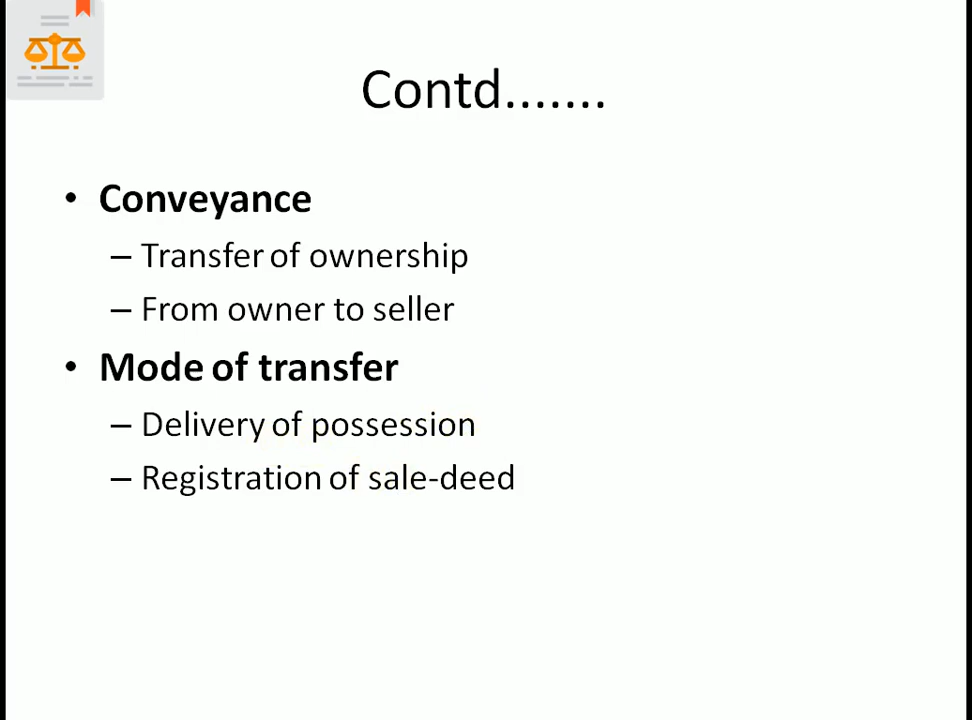 Contd.......
• Conveyance
– Transfer of ownership
– From owner to seller
• Mode of transfer
– Delivery of possession
– Registration of sale-deed